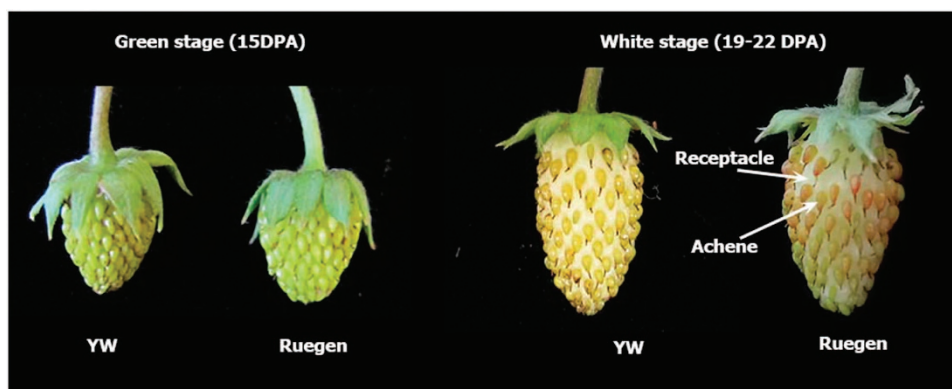 Green stage (15DPA)
White stage (19-22 DPA)
Receptacle
Achene
YW
Ruegen
YW
Ruegen